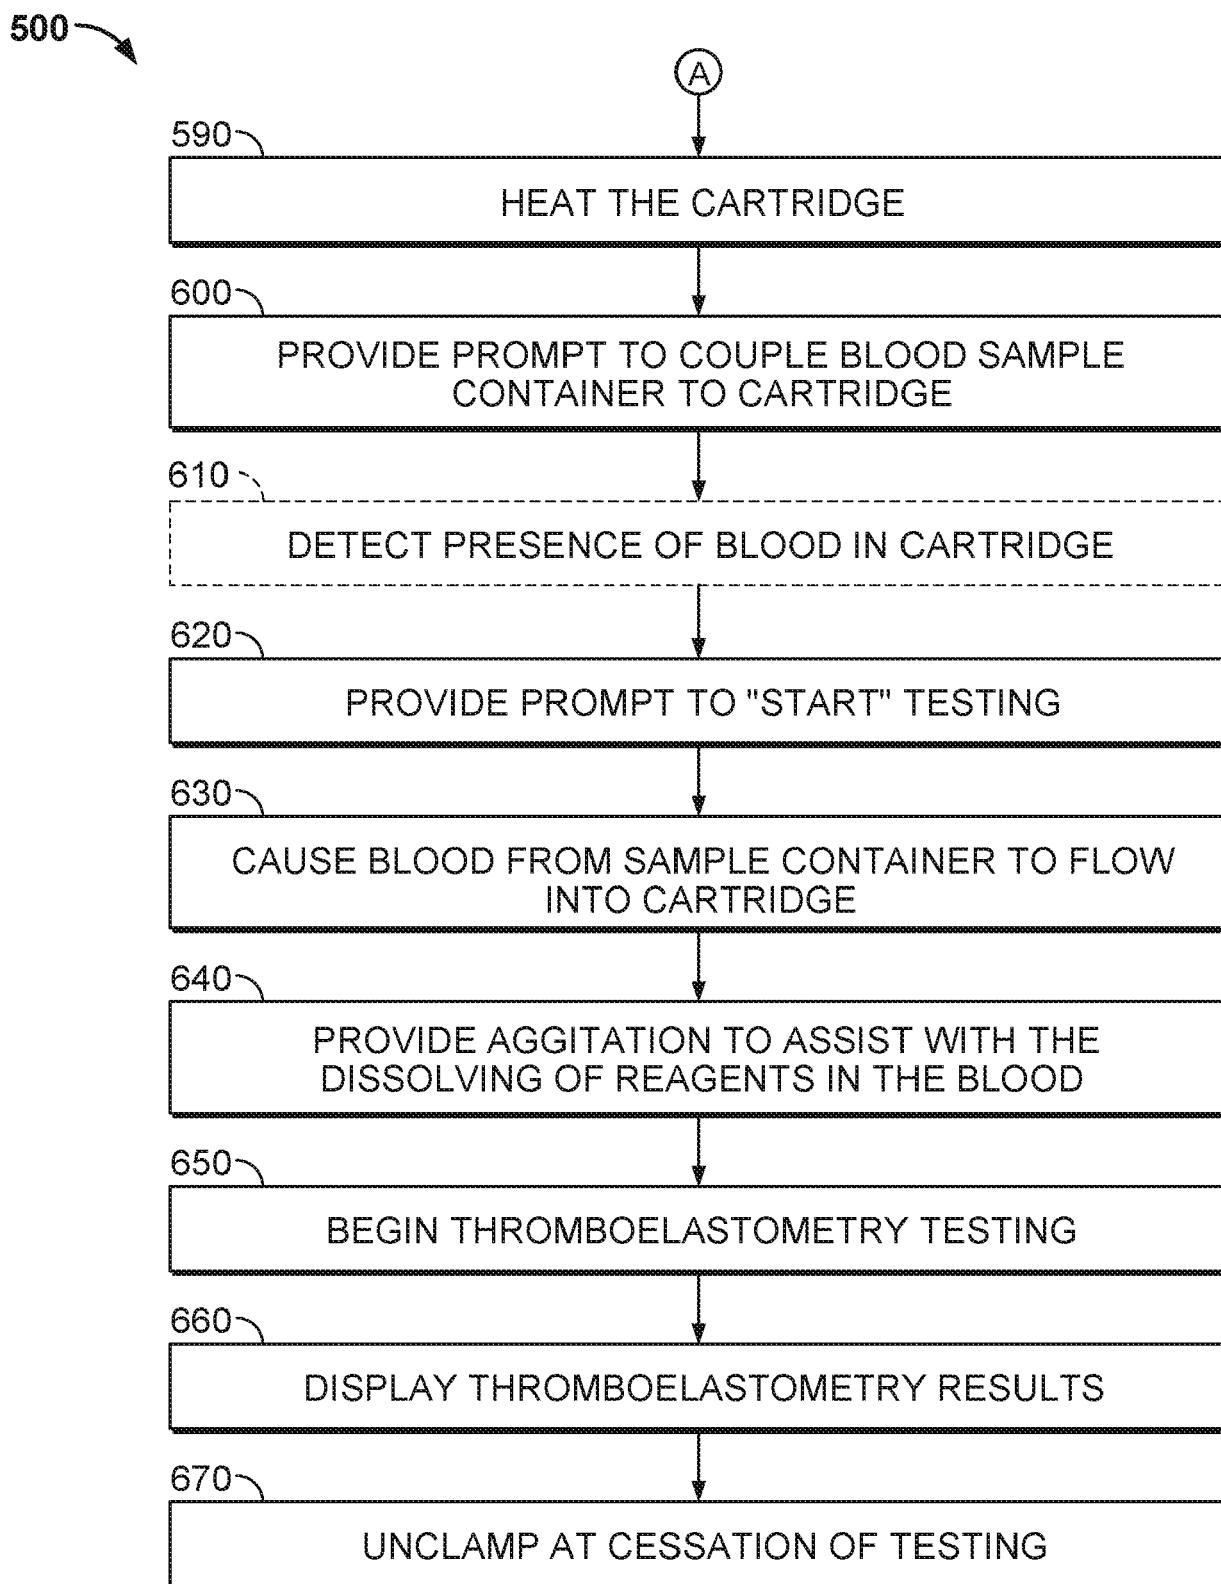 500
A
590
HEAT THE CARTRIDGE
600
PROVIDE PROMPT TO COUPLE BLOOD SAMPLE
CONTAINER TO CARTRIDGE
610
DETECT PRESENCE OF BLOOD IN CARTRIDGE
620
PROVIDE PROMPT TO "START" TESTING
630
CAUSE BLOOD FROM SAMPLE CONTAINER TO FLOW
INTO CARTRIDGE
640
PROVIDE AGGITATION TO ASSIST WITH THE
DISSOLVING OF REAGENTS IN THE BLOOD
650
BEGIN THROMBOELASTOMETRY TESTING
660
DISPLAY THROMBOELASTOMETRY RESULTS
670
UNCLAMP AT CESSATION OF TESTING